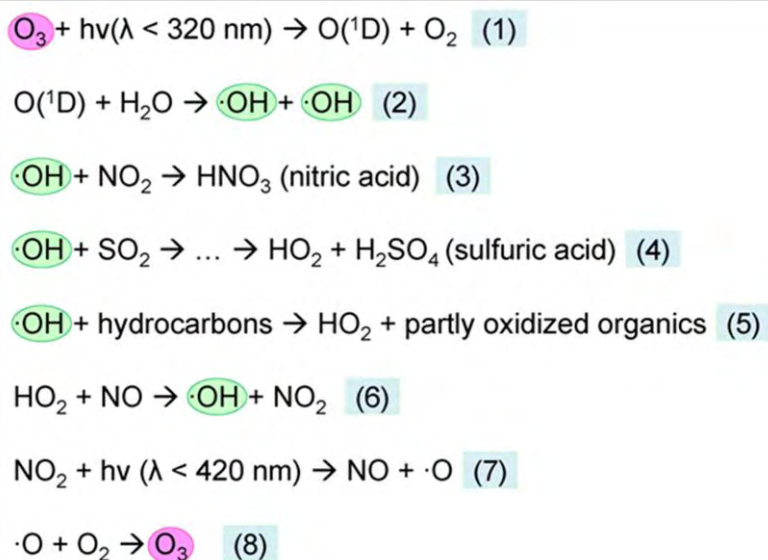 O₃ + hv(λ < 320 nm) → O(¹D) + O₂ (1)
O(¹D) + H₂O → ·OH + ·OH (2)
·OH + NO₂ → HNO₃ (nitric acid) (3)
·OH + SO₂ → ... → HO₂ + H₂SO₄ (sulfuric acid) (4)
·OH + hydrocarbons → HO₂ + partly oxidized organics (5)
HO₂ + NO → ·OH + NO₂ (6)
NO₂ + hv (λ < 420 nm) → NO + ·O (7)
·O + O₂ → O₃ (8)